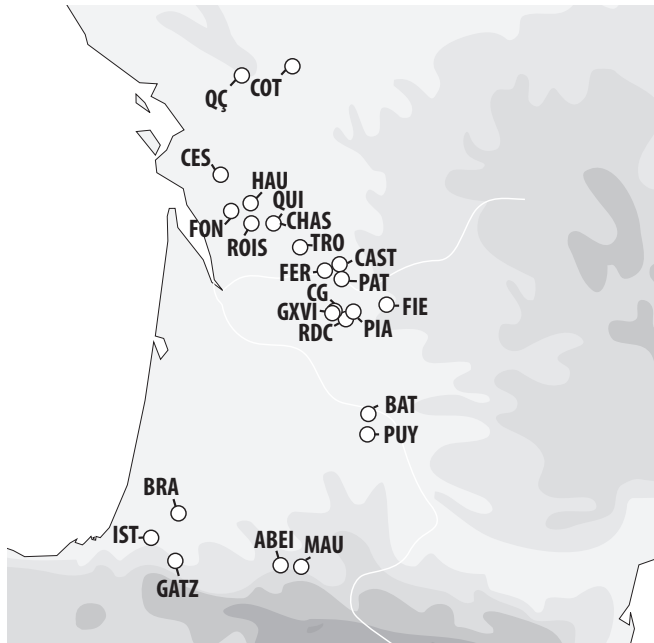 COT
QÇ
CES
HAU
QUI
FON
CHAS
ROIS
TRO
CAST
FER
PAT
CG
FIE
GXVI
RDC
PIA
BAT
PUY
BRA
IST
ABEI
MAU
GATZ